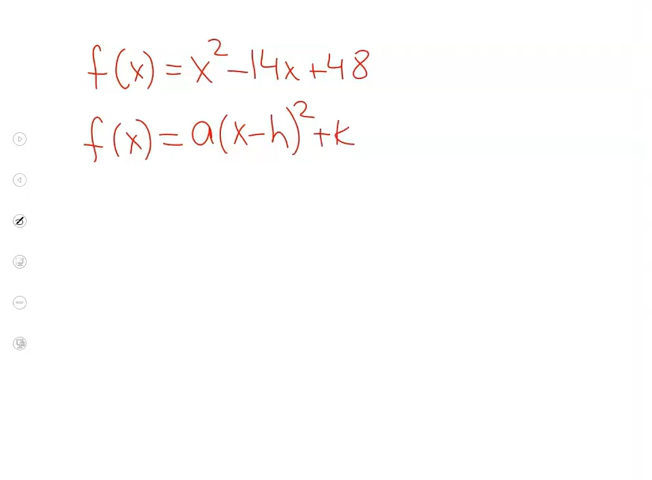 f(x) = x² - 14x + 48
f(x) = a(x - h)² + k